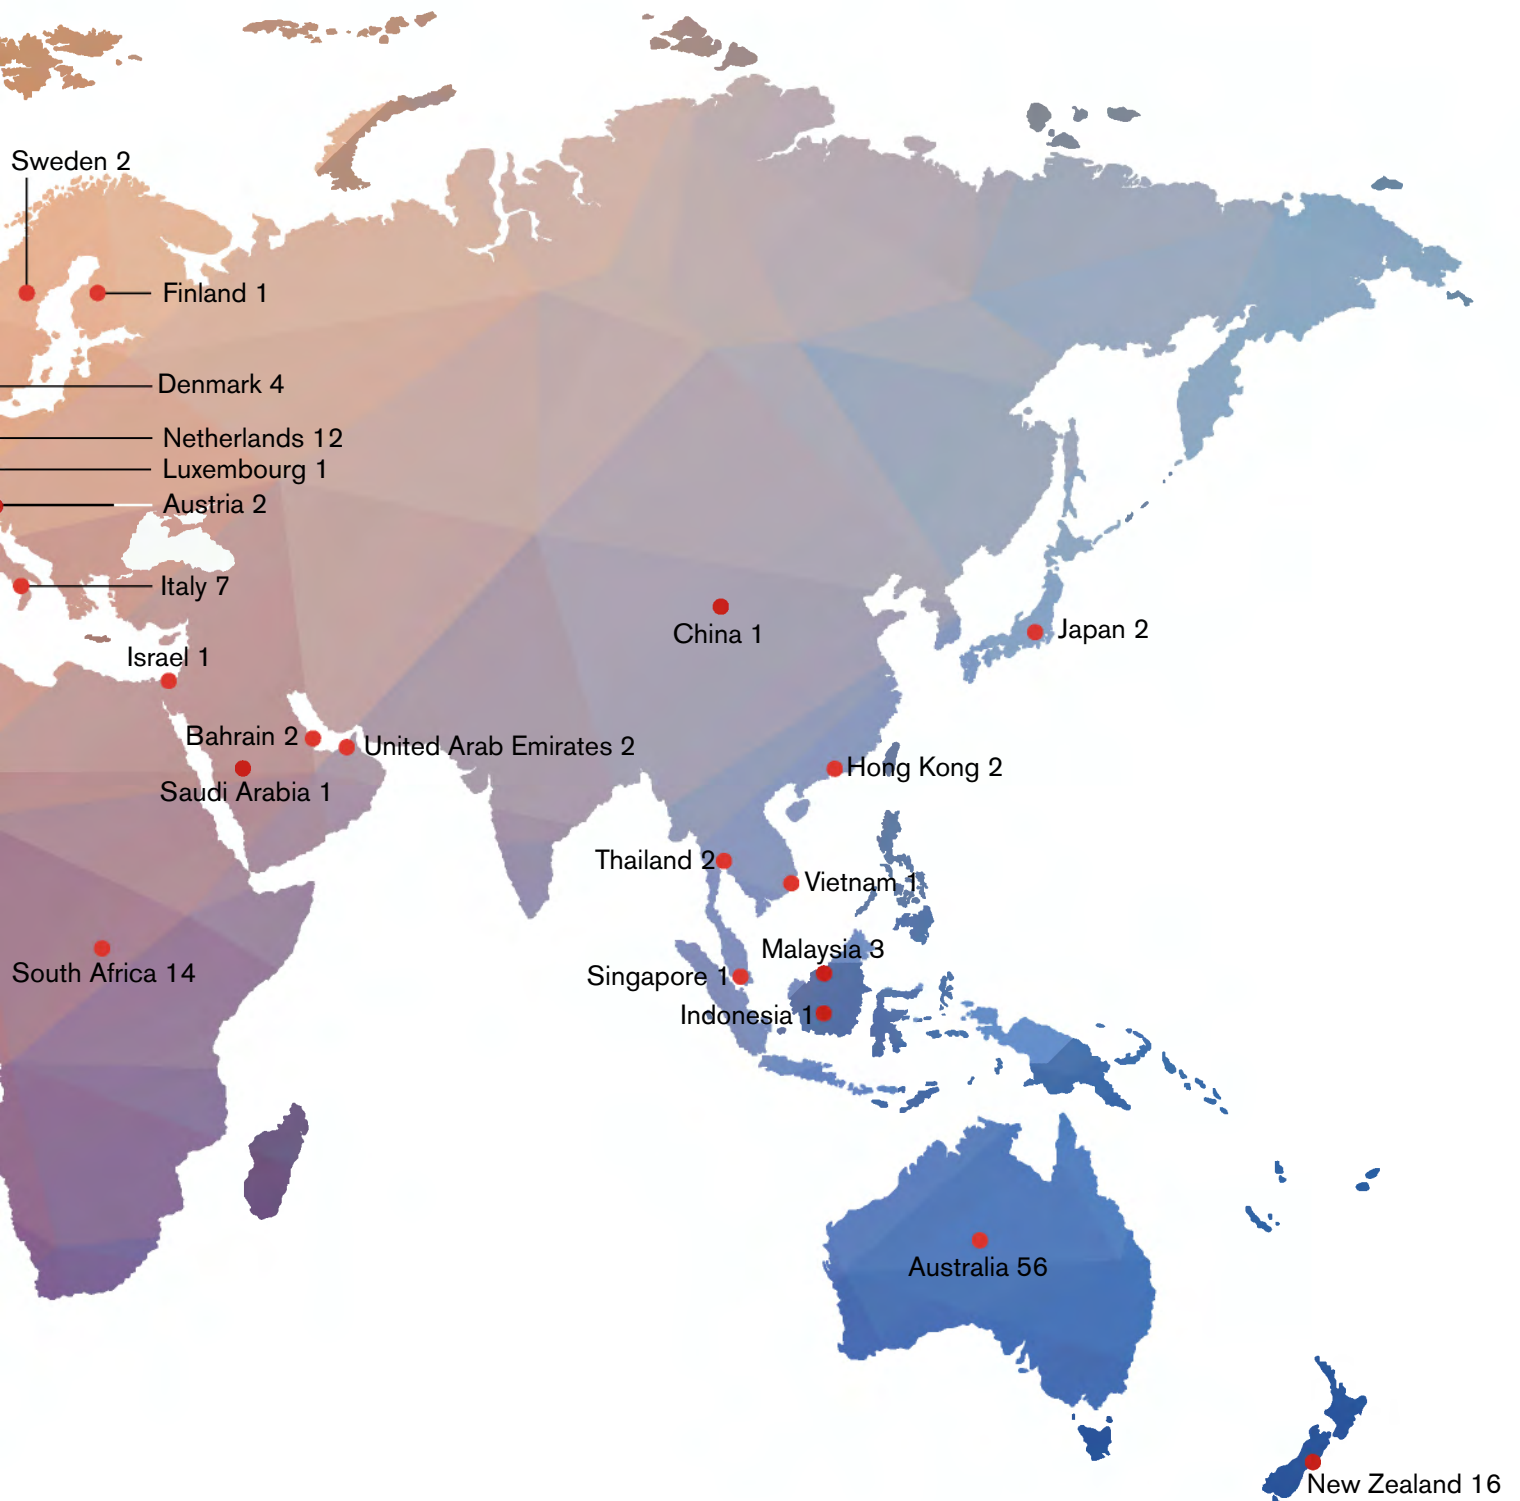 Sweden 2
Finland 1
Denmark 4
Netherlands 12
Luxembourg 1
Austria 2
Italy 7
China 1
Japan 2
Israel 1
Bahrain 2
United Arab Emirates 2
Hong Kong 2
Saudi Arabia 1
Thailand 2
Vietnam 1
Malaysia 3
South Africa 14
Singapore 1
Indonesia 1
Australia 56
New Zealand 16